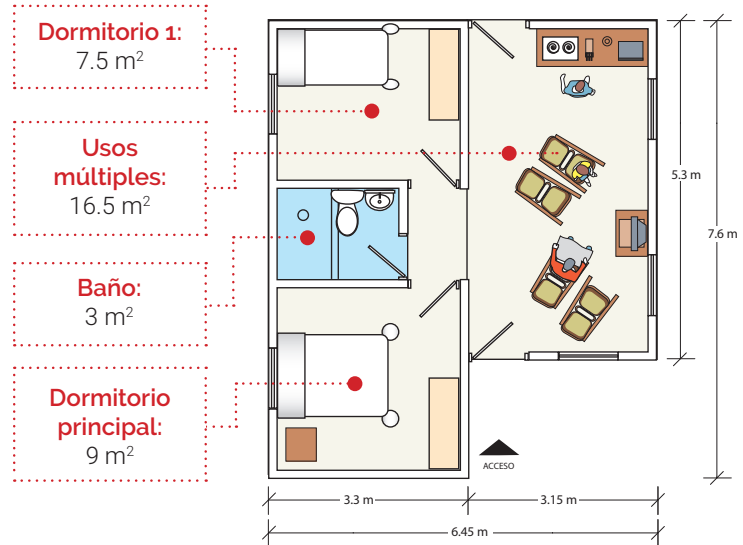 Dormitorio 1:
7.5 m²
Usos
múltiples:
16.5 m²
Baño:
3 m²
Dormitorio
principal:
9 m²
5.3 m
7.6 m
ACCESO
3.3 m
3.15 m
6.45 m